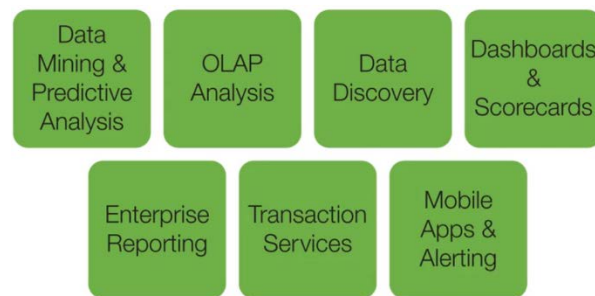 Data
Mining &
Predictive
Analysis
OLAP
Analysis
Data
Discovery
Dashboards
&
Scorecards
Enterprise
Reporting
Transaction
Services
Mobile
Apps &
Alerting